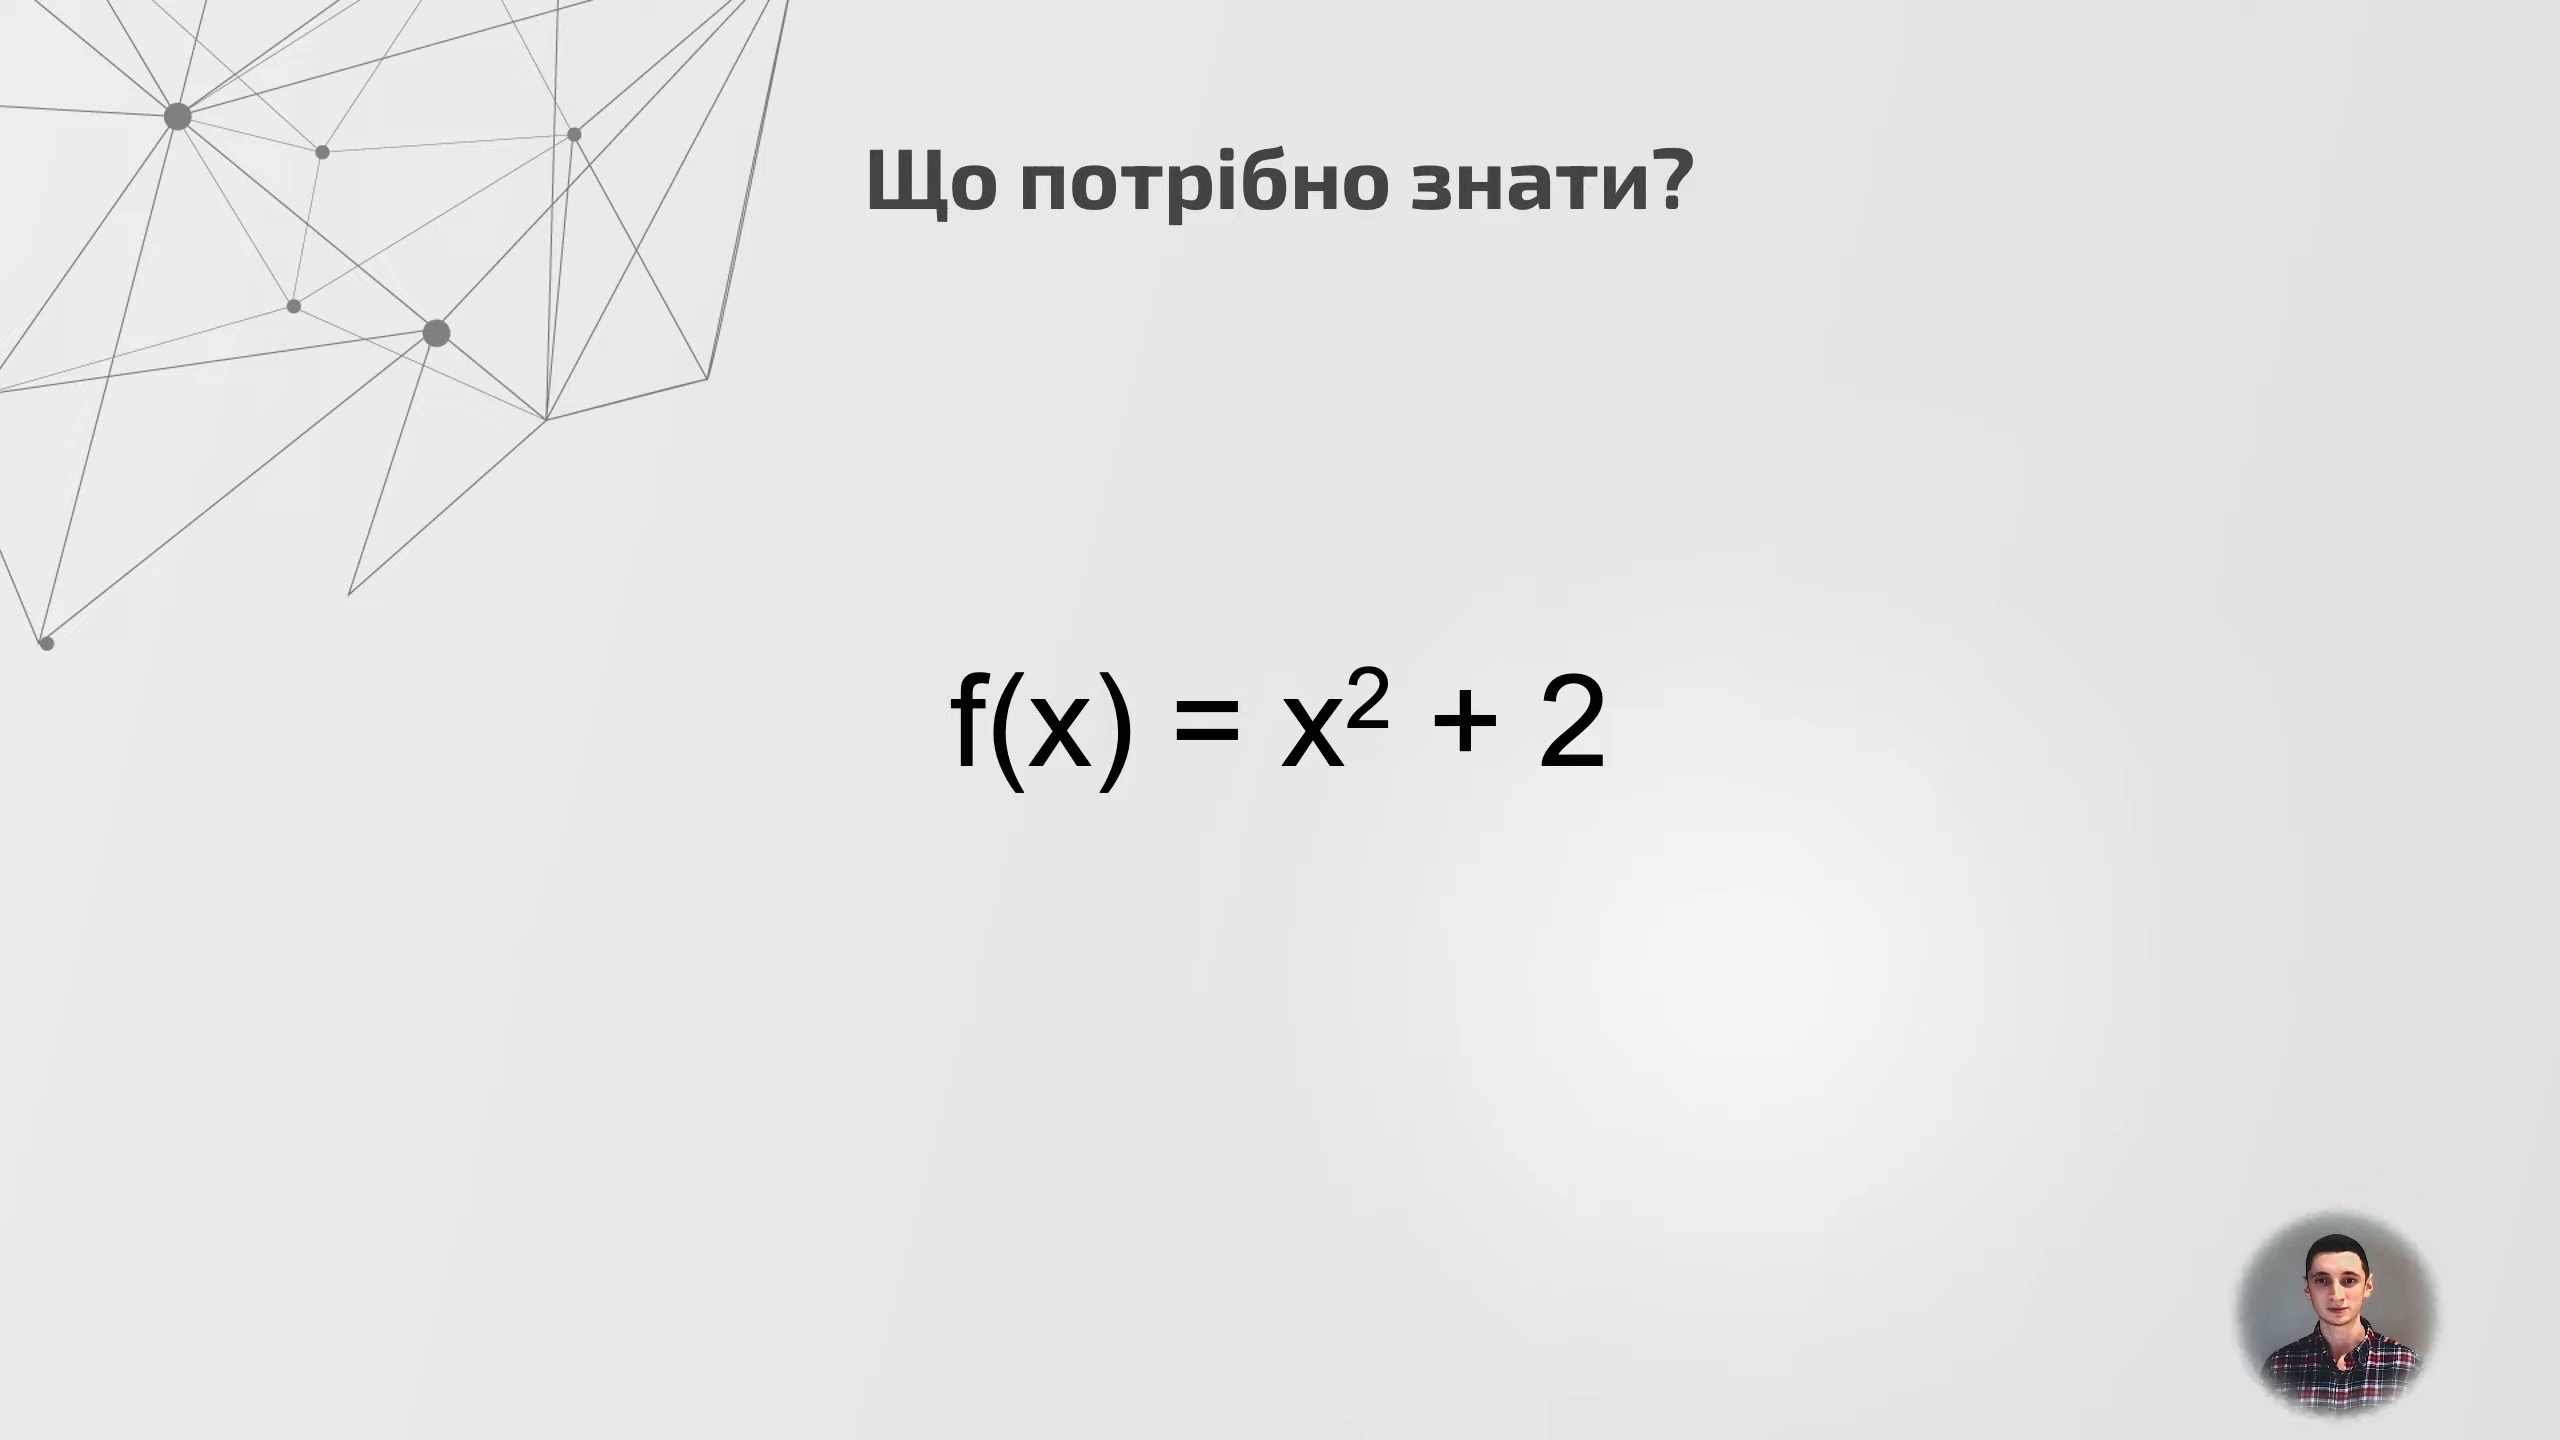 Що потрібно знати?
f(x) = x² + 2